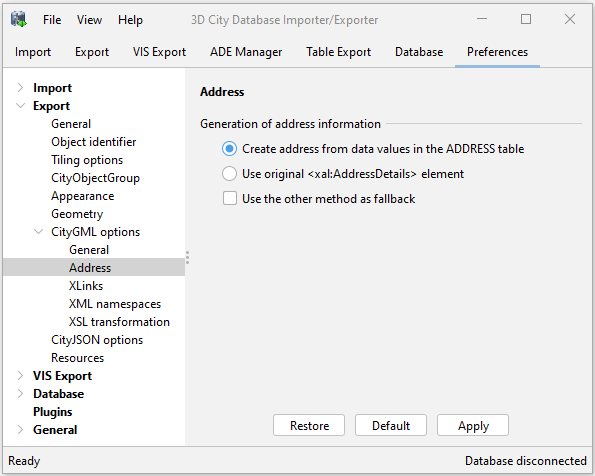 File View Help 3D City Database Importer/Exporter
Import Export VIS Export ADE Manager Table Export Database Preferences
Import
Export
General
Object identifier
Tiling options
CityObjectGroup
Appearance
Geometry
CityGML options
General
Address
XLinks
XML namespaces
XSL transformation
CityJSON options
Resources
VIS Export
Database
Plugins
General
Address
Generation of address information
Create address from data values in the ADDRESS table
Use original <xal:AddressDetails> element
Use the other method as fallback
Restore Default Apply
Ready Database disconnected